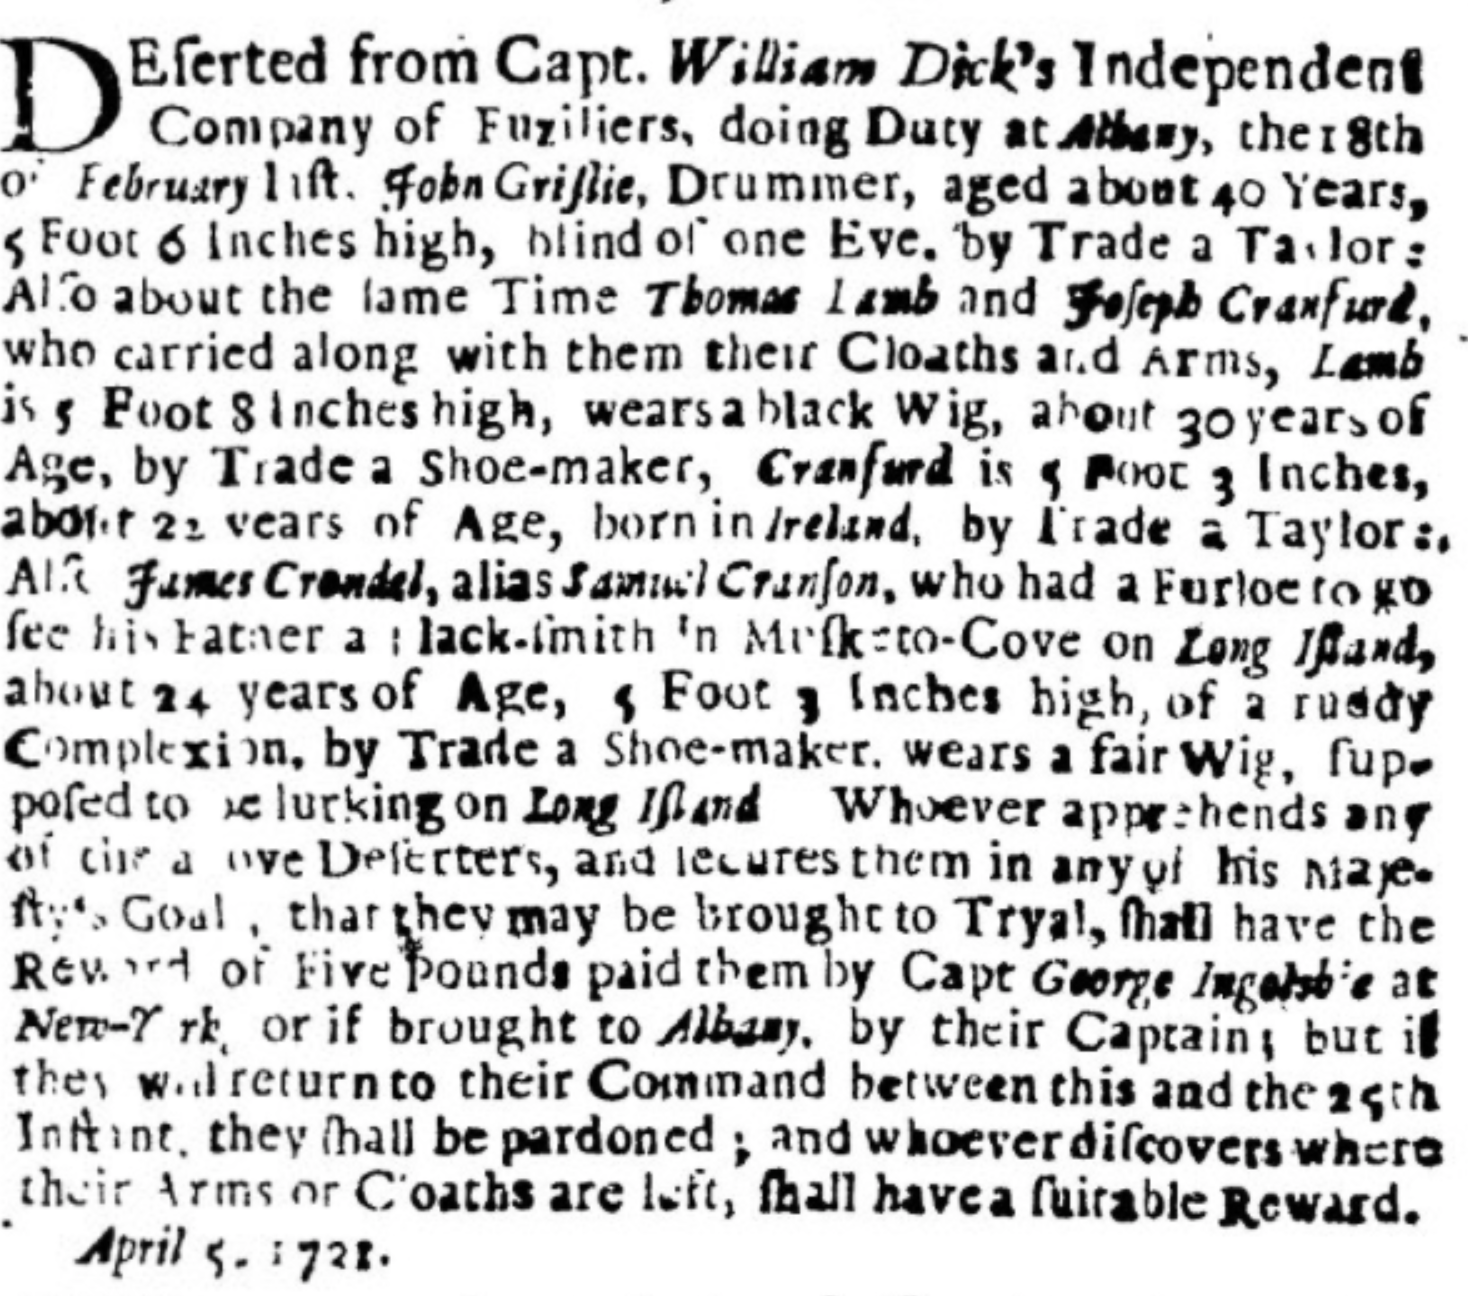 DEſerted from Capt. William Dick's Independent
Company of Fuziliers, doing Duty at Albany, the 18th
of February laſt. John Griſlie, Drummer, aged about 40 Years,
5 Foot 6 Inches high, blind of one Eye, by Trade a Taylor:
Alſo about the ſame Time Thomas Lamb and Joſeph Cranfurd,
who carried along with them their Cloaths and Arms, Lamb
is 5 Foot 8 Inches high, wears a black Wig, about 30 years of
Age, by Trade a Shoe-maker, Cranfurd is 5 Foot 3 Inches,
about 22 years of Age, born in Ireland, by Trade a Taylor:
Alſo James Crondel, alias Samuel Cranſon, who had a Furloe to go
ſee his Father a Black-ſmith in Muſketo-Cove on Long Iſland,
about 24 years of Age, 5 Foot 3 Inches high, of a ruddy
Complexion, by Trade a Shoe-maker, wears a fair Wig, ſup-
poſed to be lurking on Long Iſland Whoever apprehends any
of the above Deſerters, and ſecures them in any of his Maje-
ſty's Goal, that they may be brought to Tryal, ſhall have the
Reward of Five Pounds paid them by Capt George Ingolsbie at
New-York, or if brought to Albany, by their Captain; but if
they will return to their Command between this and the 25th
Inſtant, they ſhall be pardoned; and whoever diſcovers where
their Arms or Cloaths are left, ſhall have a ſuitable Reward.
April 5. 1721.